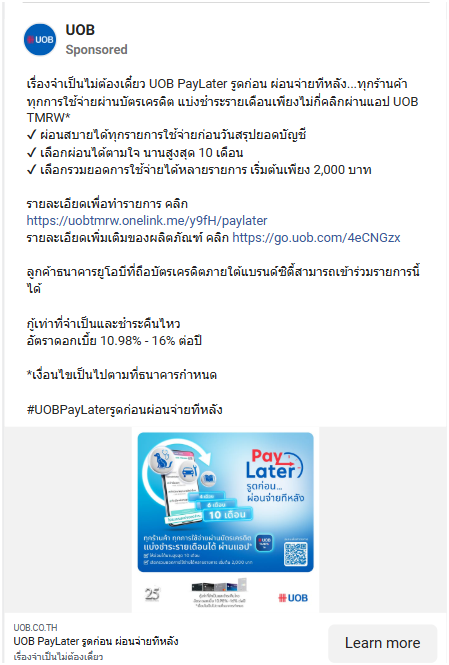 UOB
Sponsored
เรื่องจำเป็นไม่ต้องเดี๋ยว UOB PayLater รูดก่อน ผ่อนจ่ายทีหลัง...ทุกร้านค้า
ทุกการใช้จ่ายผ่านบัตรเครดิต แบ่งชำระรายเดือนเพียงไม่กี่คลิกผ่านแอป UOB
TMRW*
✓ ผ่อนสบายได้ทุกรายการใช้จ่ายก่อนวันสรุปยอดบัญชี
✓ เลือกผ่อนได้ตามใจ นานสูงสุด 10 เดือน
✓ เลือกรวมยอดการใช้จ่ายได้หลายรายการ เริ่มต้นเพียง 2,000 บาท
รายละเอียดเพื่อทำรายการ คลิก
https://uobtmrw.onelink.me/y9fH/paylater
รายละเอียดเพิ่มเติมของผลิตภัณฑ์ คลิก https://go.uob.com/4eCNGzx
ลูกค้าธนาคารยูโอบีที่ถือบัตรเครดิตภายใต้แบรนด์ซิตี้สามารถเข้าร่วมรายการนี้
ได้
กู้เท่าที่จำเป็นและชำระคืนไหว
อัตราดอกเบี้ย 10.98% - 16% ต่อปี
*เงื่อนไขเป็นไปตามที่ธนาคารกำหนด
#UOBPayLaterรูดก่อนผ่อนจ่ายทีหลัง
Pay
Later
รูดก่อน...
ผ่อนจ่ายทีหลัง
6 เดือน
10 เดือน
ทุกร้านค้า ทุกการใช้จ่ายผ่านบัตรเครดิต
แบ่งชำระรายเดือนได้ ผ่านแอป
25
UOB
UOB.CO.TH
UOB PayLater รูดก่อน ผ่อนจ่ายทีหลัง
เรื่องจำเป็นไม่ต้องเดี๋ยว
Learn more